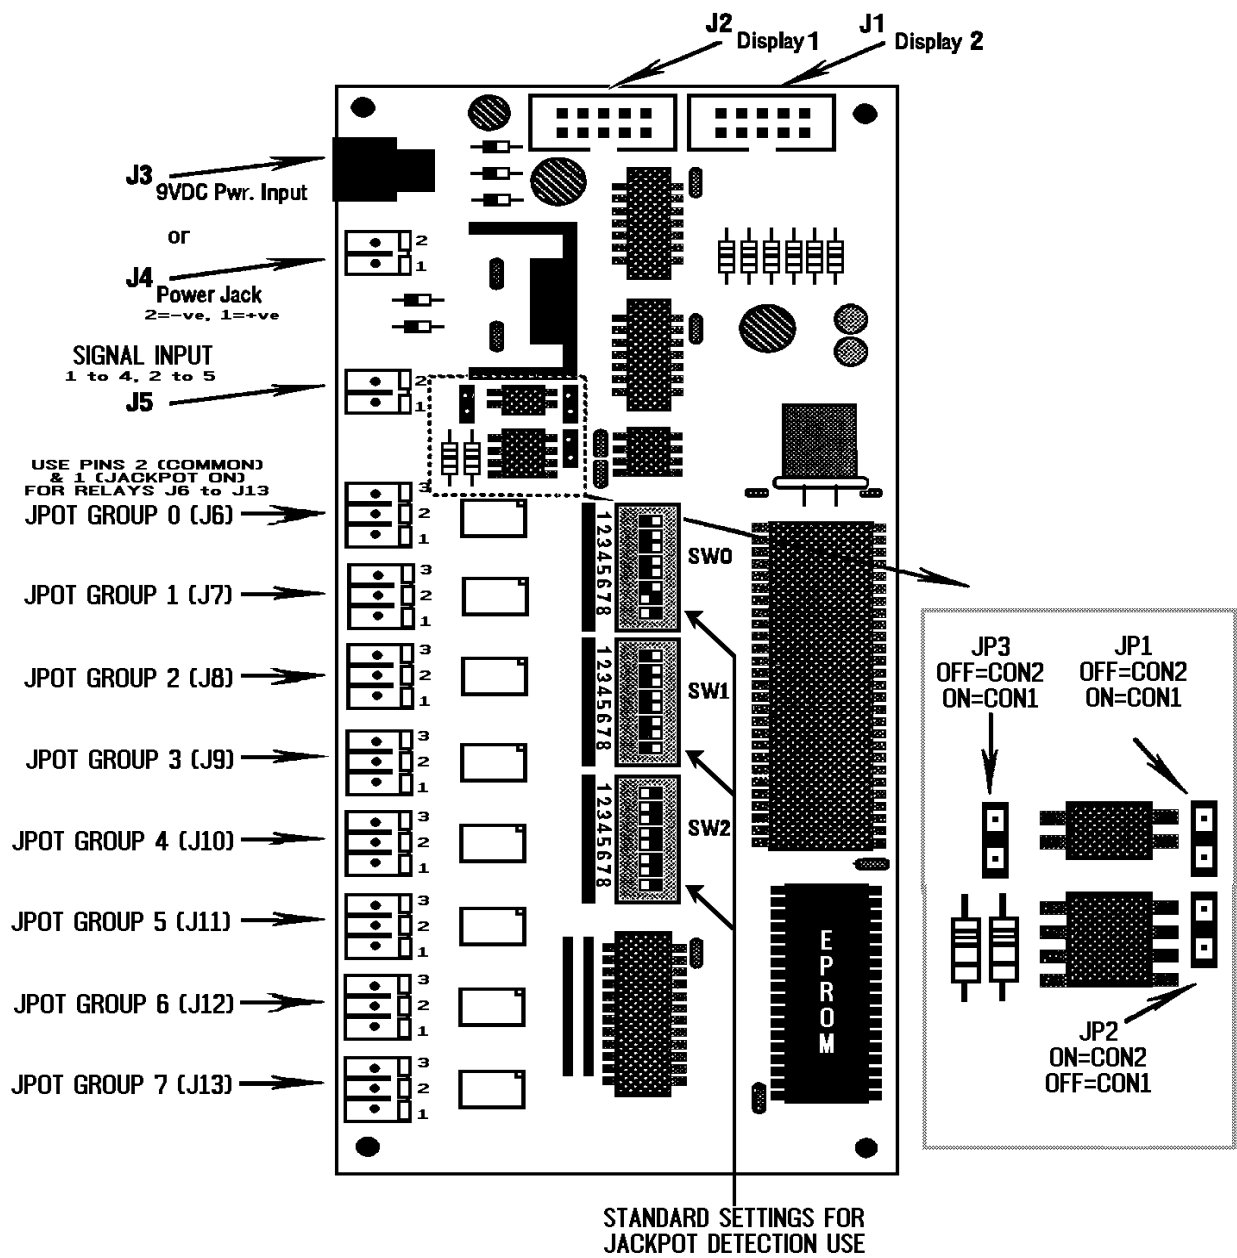 J2
Display 1
J1
Display 2
J3
9VDC Pwr. Input
or
J4
Power Jack
2=-ve, 1=+ve
2
1
SIGNAL INPUT
1 to 4, 2 to 5
J5
2
1
USE PINS 2 (COMMON)
& 1 (JACKPOT ON)
FOR RELAYS J6 to J13
JPOT GROUP 0 (J6)
3
2
1
JPOT GROUP 1 (J7)
3
2
1
JPOT GROUP 2 (J8)
3
2
1
JPOT GROUP 3 (J9)
3
2
1
JPOT GROUP 4 (J10)
3
2
1
JPOT GROUP 5 (J11)
3
2
1
JPOT GROUP 6 (J12)
3
2
1
JPOT GROUP 7 (J13)
3
2
1
12345678
SW0
12345678
SW1
12345678
SW2
EPROM
JP3
OFF=CON2
ON=CON1
JP1
OFF=CON2
ON=CON1
JP2
ON=CON2
OFF=CON1
STANDARD SETTINGS FOR
JACKPOT DETECTION USE